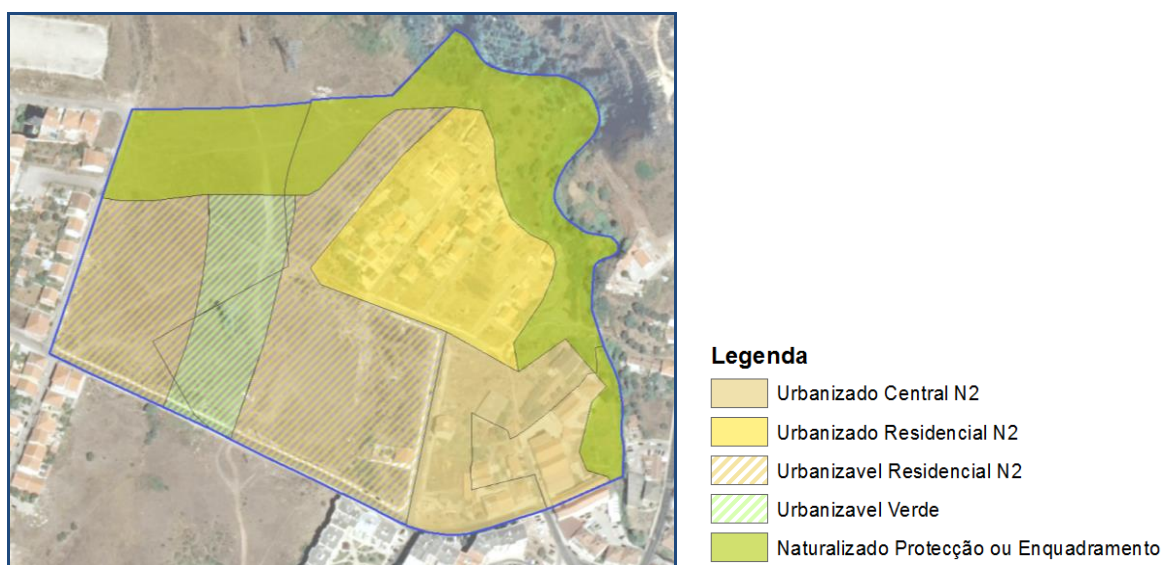 Legenda
Urbanizado Central N2
Urbanizado Residencial N2
Urbanizavel Residencial N2
Urbanizavel Verde
Naturalizado Protecção ou Enquadramento